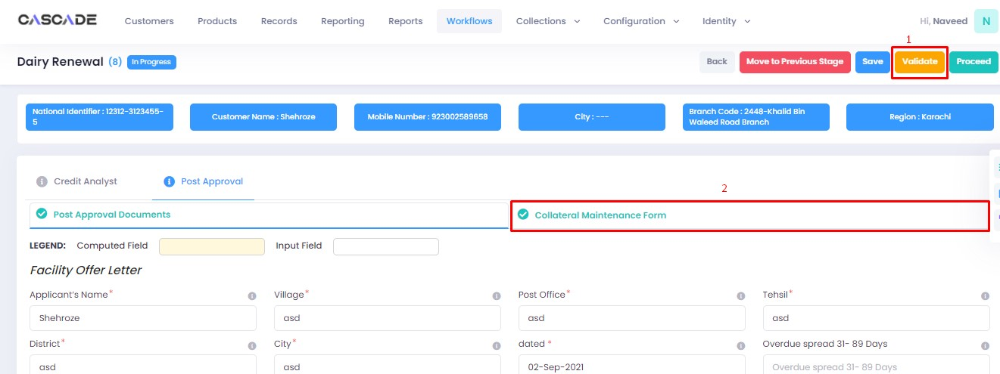 CASCADE Customers Products Records Reporting Reports Workflows Collections Configuration Identity Hi, Naveed N
1
Dairy Renewal (8) In Progress Back Move to Previous Stage Save Validate Proceed
National Identifier : 12312-3123455-
5
Customer Name : Shehroze
Mobile Number : 923002589658
City : ---
Branch Code : 2448-Khalid Bin
Waleed Road Branch
Region : Karachi
Credit Analyst Post Approval
2
Post Approval Documents Collateral Maintenance Form
LEGEND: Computed Field Input Field
Facility Offer Letter
Applicant's Name* Village* Post Office* Tehsil*
Shehroze asd asd asd
District* City* dated * Overdue spread 31- 89 Days
asd asd 02-Sep-2021 Overdue spread 31- 89 Days